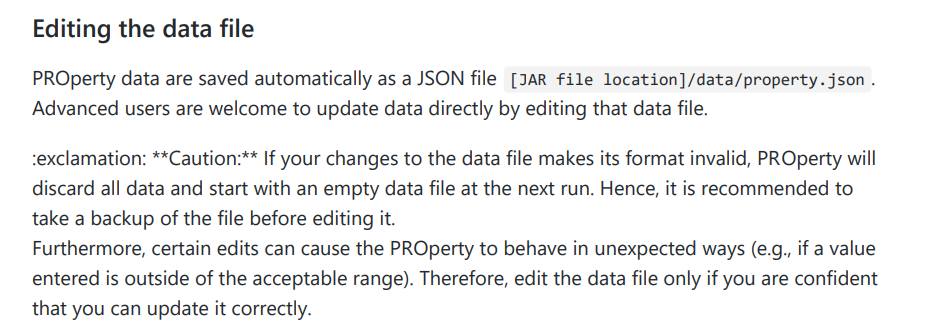 Editing the data file
PROperty data are saved automatically as a JSON file [JAR file location]/data/property.json.
Advanced users are welcome to update data directly by editing that data file.
:exclamation: **Caution:** If your changes to the data file makes its format invalid, PROperty will
discard all data and start with an empty data file at the next run. Hence, it is recommended to
take a backup of the file before editing it.
Furthermore, certain edits can cause the PROperty to behave in unexpected ways (e.g., if a value
entered is outside of the acceptable range). Therefore, edit the data file only if you are confident
that you can update it correctly.